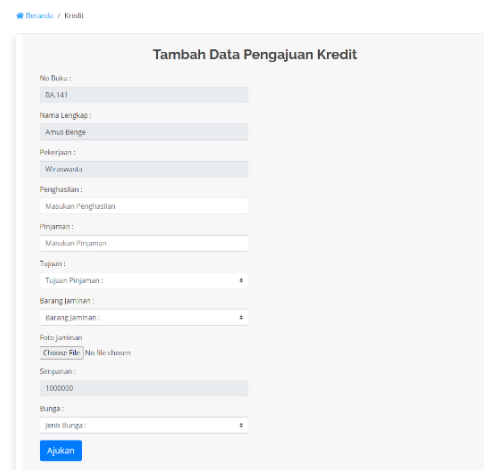 Beranda / Kredit
Tambah Data Pengajuan Kredit
No Buku :
BA.141
Nama Lengkap :
Amus Benge
Pekerjaan :
Wiraswasta
Penghasilan :
Masukan Penghasilan
Pinjaman :
Masukan Pinjaman
Tujuan :
Tujuan Pinjaman :
Barang Jaminan :
Barang Jaminan :
Foto Jaminan
Choose File No file chosen
Simpanan :
1000000
Bunga :
Jenis Bunga :
Ajukan